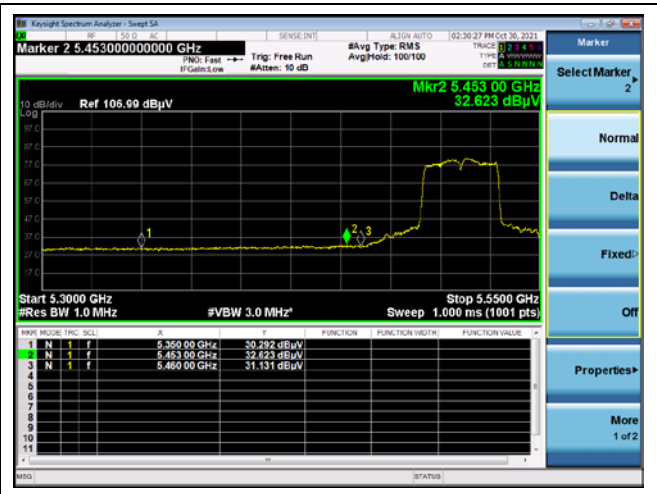 Keysight Spectrum Analyzer - Swept SA
RF 50 Ω AC SENSE:INT ALIGN AUTO 02:30:27 PM Oct 30, 2021
Marker 2 5.453000000000 GHz
PNO: Fast
IFGain:Low
Trig: Free Run
#Atten: 10 dB
#Avg Type: RMS
Avg|Hold: 100/100
TRACE 1 2 3 4 5 6
TYPE A WWWWW
DET A S N N N N
Mkr2 5.453 00 GHz
32.623 dBµV
10 dB/div Ref 106.99 dBµV
Log
97.0
87.0
77.0
67.0
57.0
47.0
37.0
27.0
17.0
1
2
3
Start 5.3000 GHz Stop 5.5500 GHz
#Res BW 1.0 MHz #VBW 3.0 MHz* Sweep 1.000 ms (1001 pts)
MKR MODE TRC SCL X Y FUNCTION FUNCTION WIDTH FUNCTION VALUE
1 N 1 f 5.350 00 GHz 30.292 dBµV
2 N 1 f 5.453 00 GHz 32.623 dBµV
3 N 1 f 5.460 00 GHz 31.131 dBµV
4
5
6
7
8
9
10
11
MSG STATUS
Marker
Select Marker
2
Normal
Delta
Fixed
Off
Properties
More
1 of 2